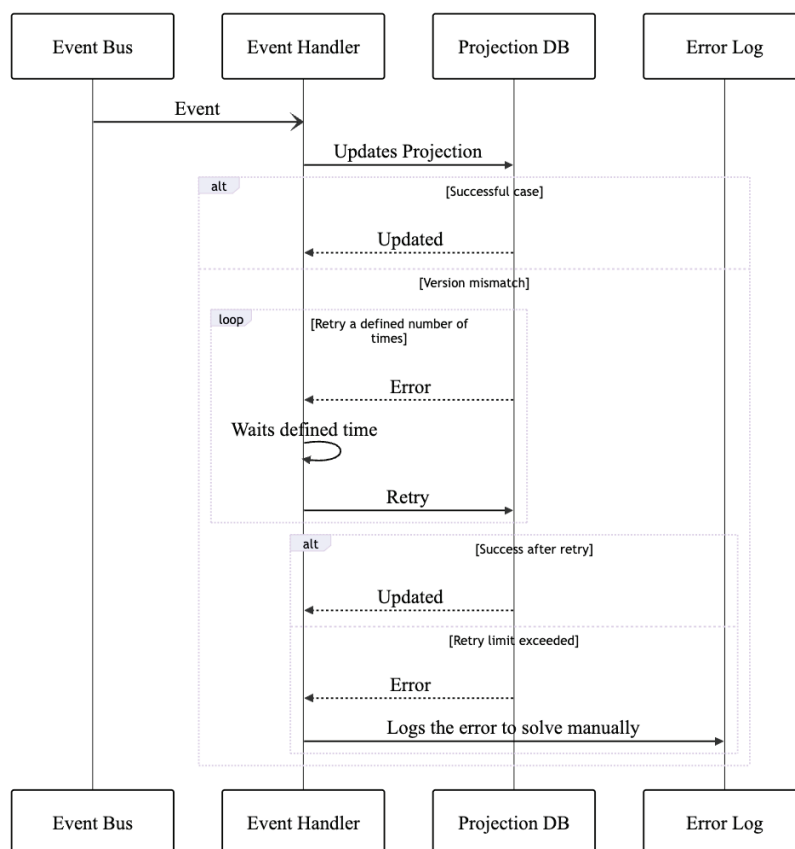 Event Bus
Event Handler
Projection DB
Error Log
Event
Updates Projection
alt
[Successful case]
Updated
[Version mismatch]
loop
[Retry a defined number of
times]
Error
Waits defined time
Retry
alt
[Success after retry]
Updated
[Retry limit exceeded]
Error
Logs the error to solve manually
Event Bus
Event Handler
Projection DB
Error Log